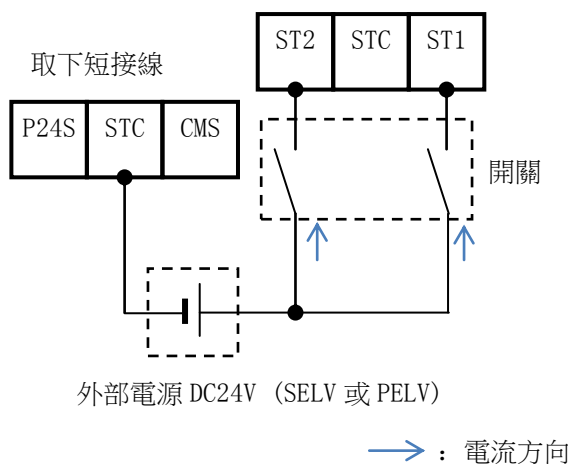 ST2 STC ST1
取下短接線
P24S STC CMS
開關
外部電源 DC24V (SELV 或 PELV)
：電流方向